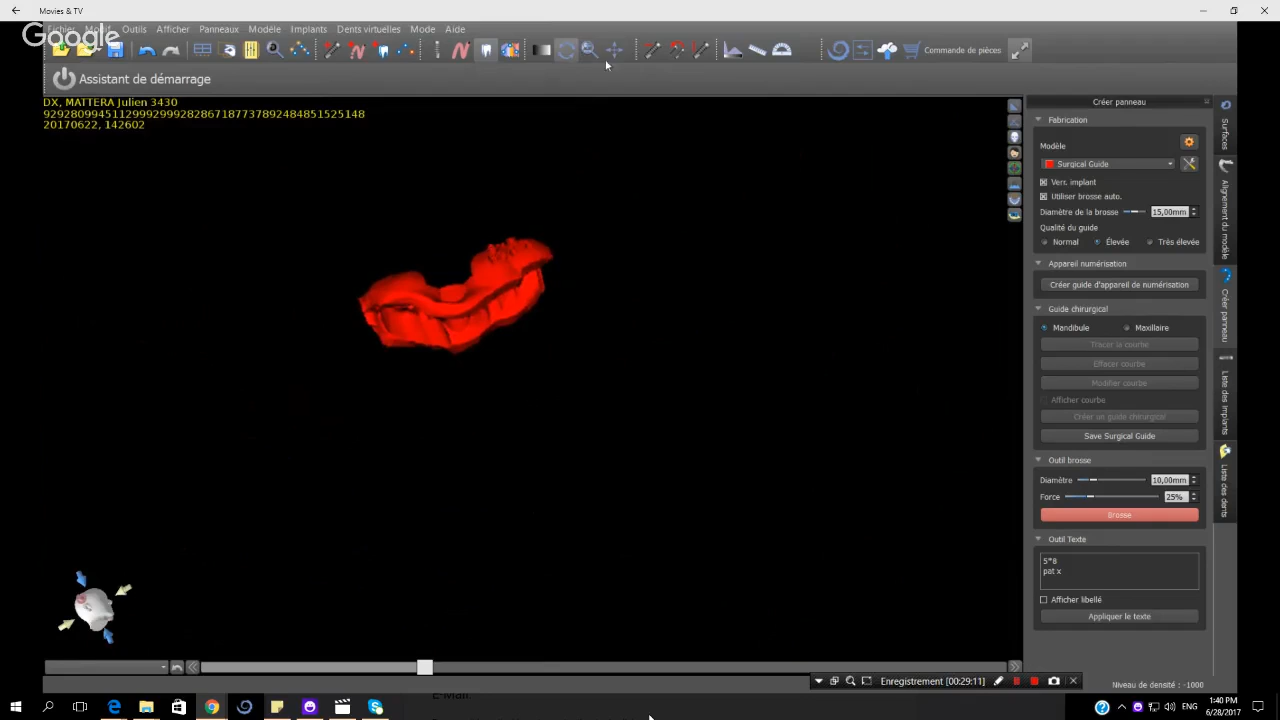 Movies & TV
Google
Fichier Modif. Outils Afficher Panneaux Modèle Implants Dents virtuelles Mode Aide
Commande de pièces
Assistant de démarrage
DX, MATTERA Julien 3430
92928099451129992999282867187737892484851525148
20170622, 142602
Créer panneau
Fabrication
Modèle
Surgical Guide
Verr. implant
Utiliser brosse auto.
Diamètre de la brosse 15,00mm
Qualité du guide
Normal Élevée Très élevée
Appareil numérisation
Créer guide d'appareil de numérisation
Guide chirurgical
Mandibule Maxillaire
Tracer la courbe
Effacer courbe
Modifier courbe
Afficher courbe
Créer un guide chirurgical
Save Surgical Guide
Outil brosse
Diamètre 10,00mm
Force 25%
Brosse
Outil Texte
5*8
pat x
Afficher libellé
Appliquer le texte
Surfaces
Alignement du modèle
Créer panneau
Liste des implants
Liste des dents
Enregistrement [00:29:11]
Niveau de densité : -1000
E-Mail
ENG
1:40 PM
6/28/2017